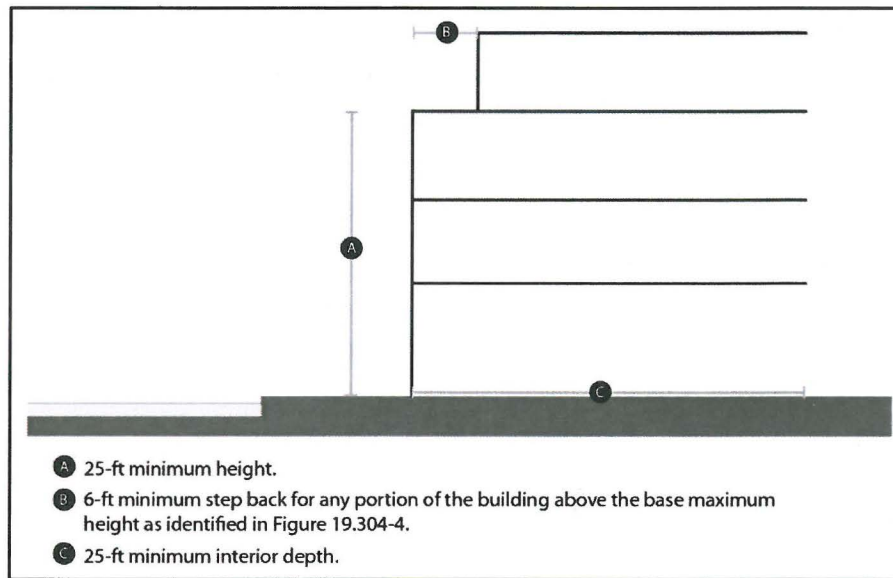 B
A
C
A 25-ft minimum height.
B 6-ft minimum step back for any portion of the building above the base maximum
height as identified in Figure 19.304-4.
C 25-ft minimum interior depth.